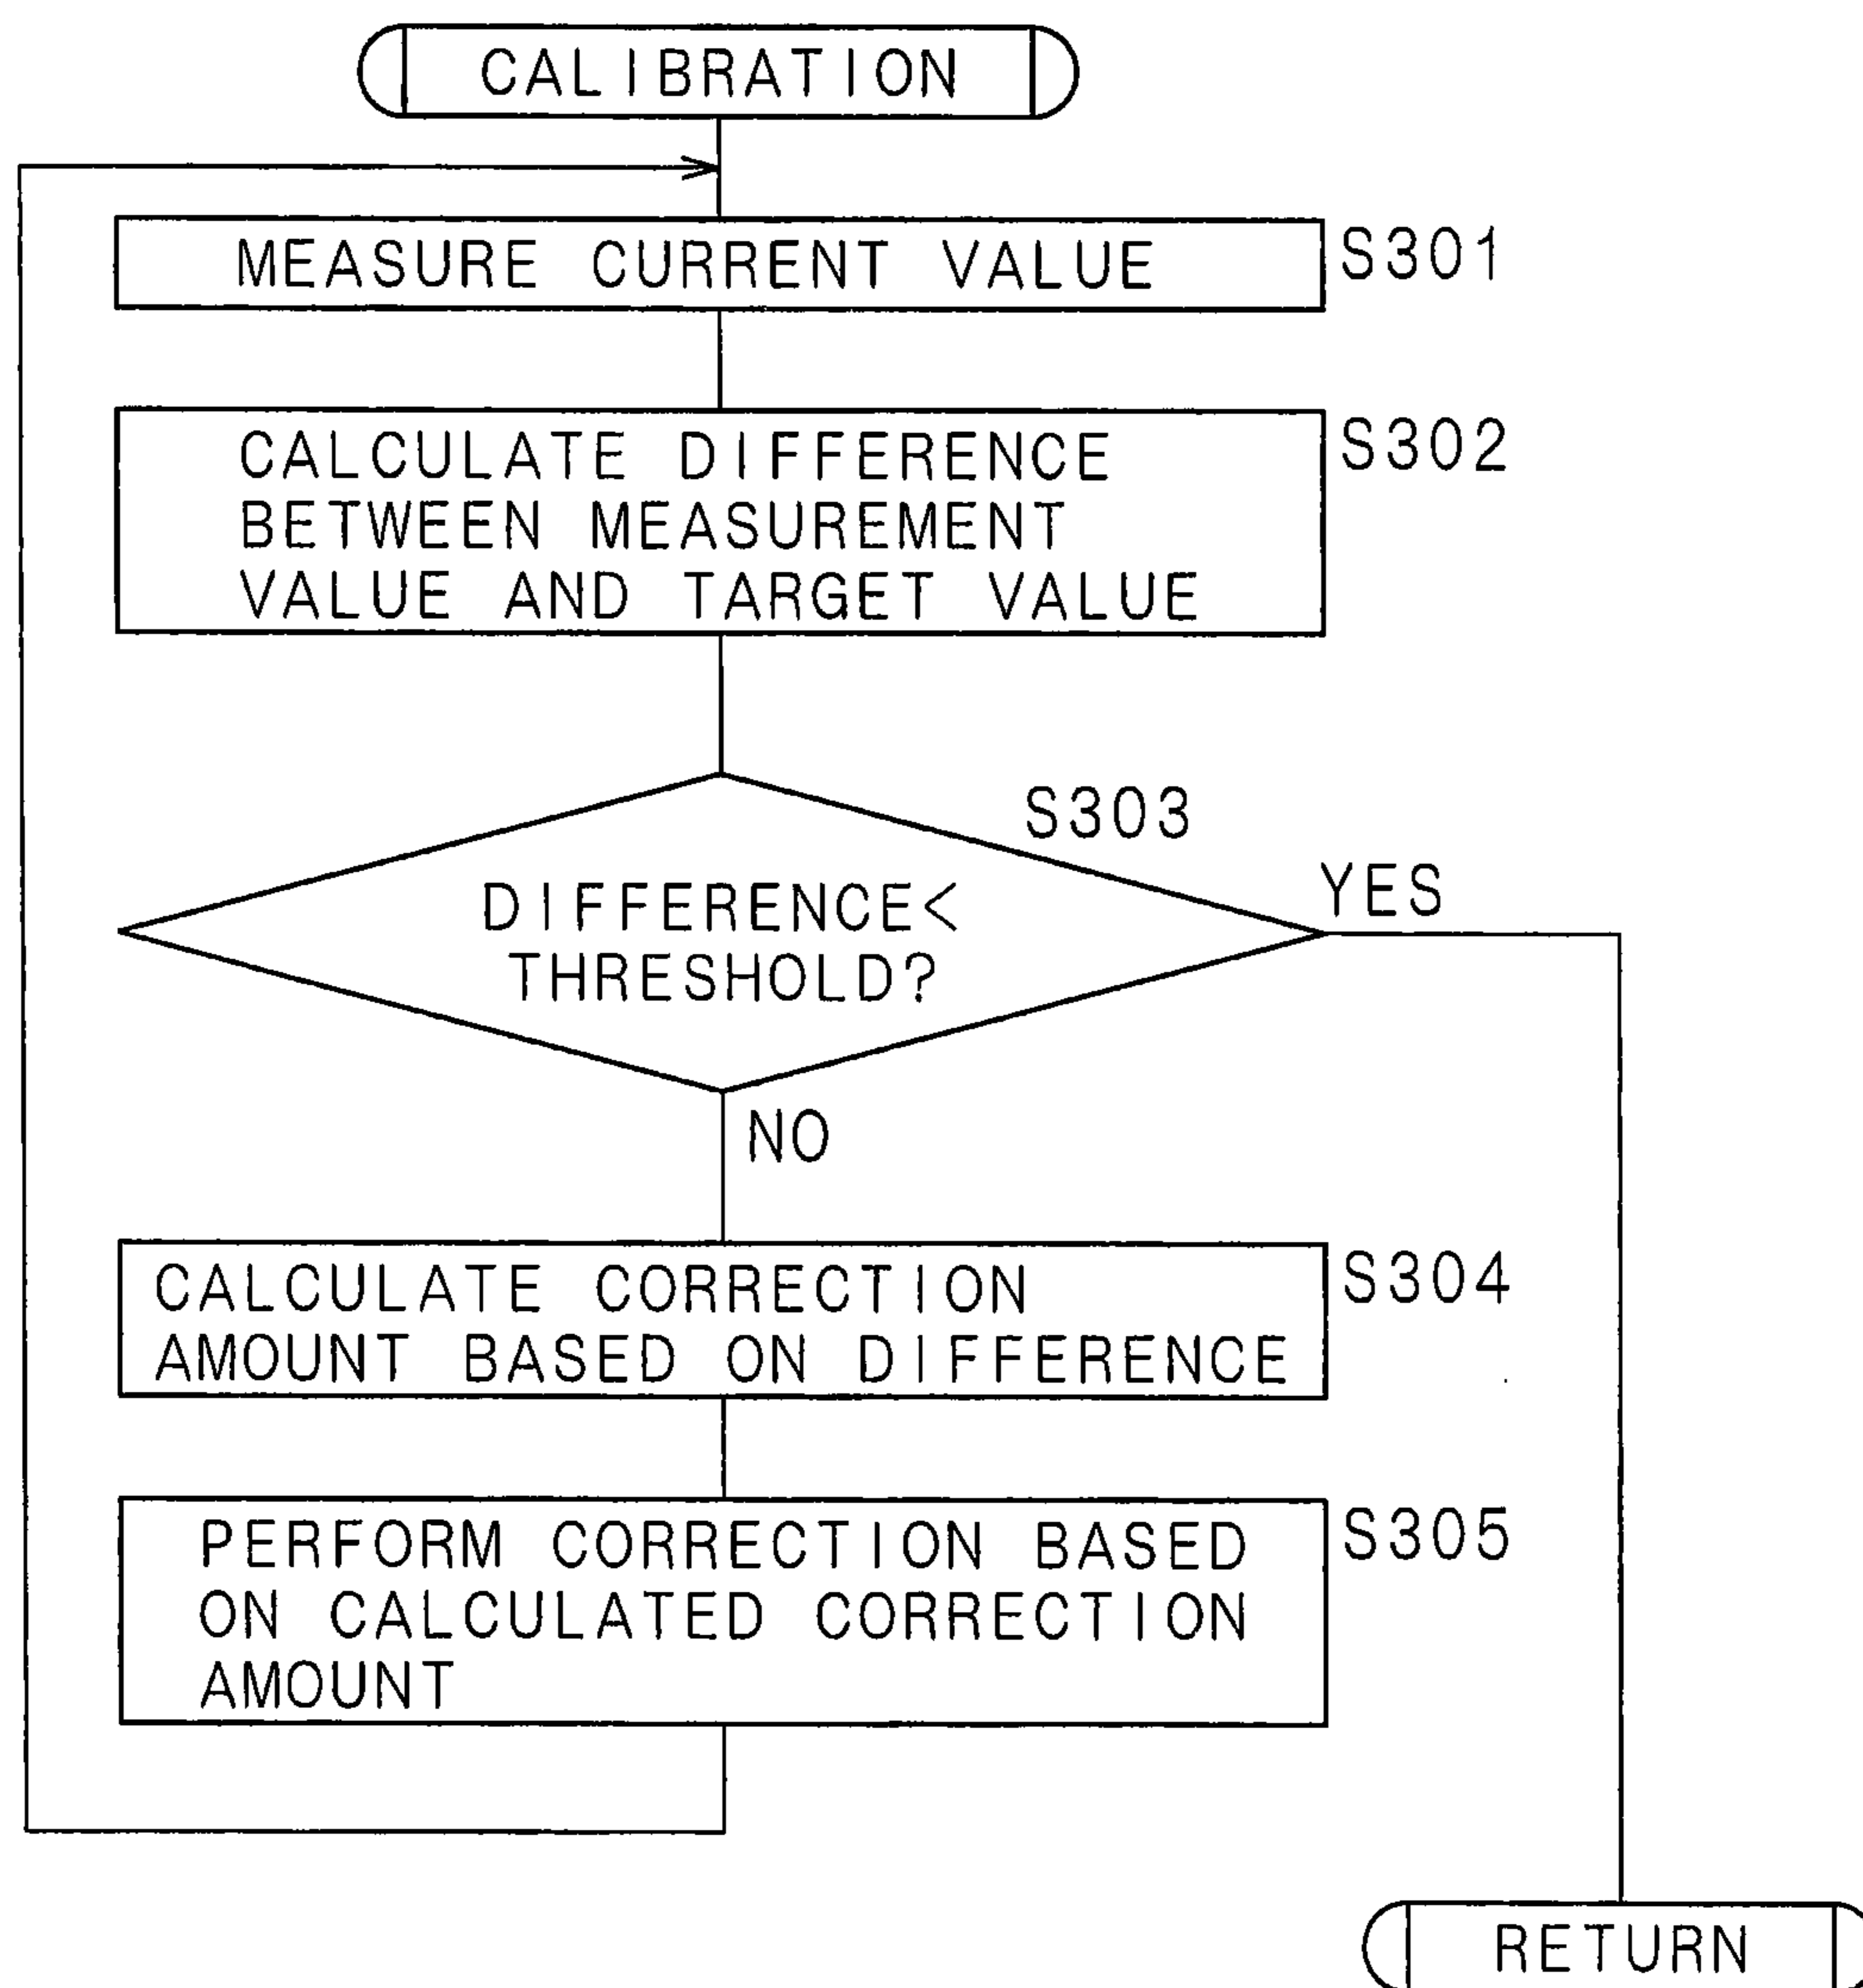 CALIBRATION
MEASURE CURRENT VALUE
S301
CALCULATE DIFFERENCE
BETWEEN MEASUREMENT
VALUE AND TARGET VALUE
S302
S303
DIFFERENCE<
THRESHOLD?
YES
NO
CALCULATE CORRECTION
AMOUNT BASED ON DIFFERENCE
S304
PERFORM CORRECTION BASED
ON CALCULATED CORRECTION
AMOUNT
S305
RETURN